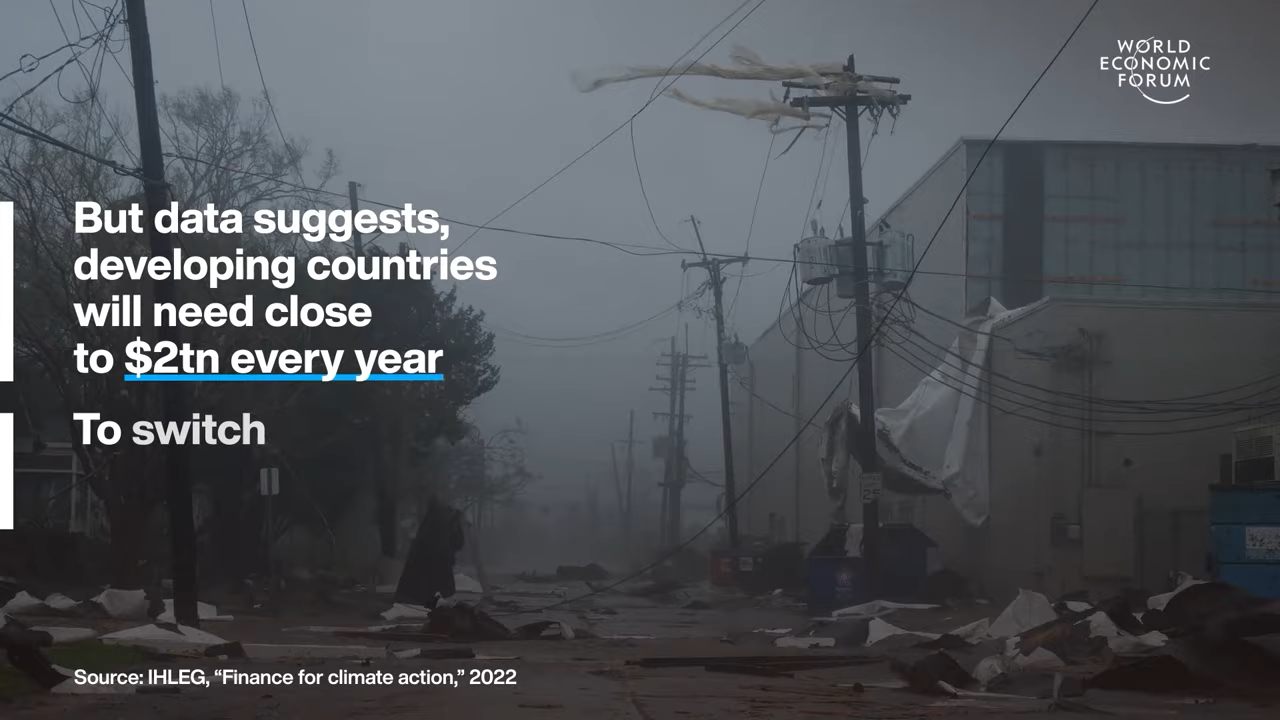 WORLD
ECONOMIC
FORUM
But data suggests,
developing countries
will need close
to $2tn every year
To switch
Source: IHLEG, “Finance for climate action,” 2022